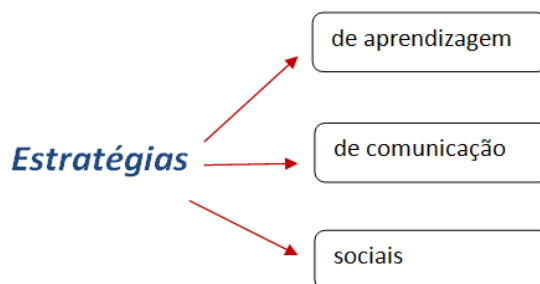 de aprendizagem
Estratégias
de comunicação
sociais